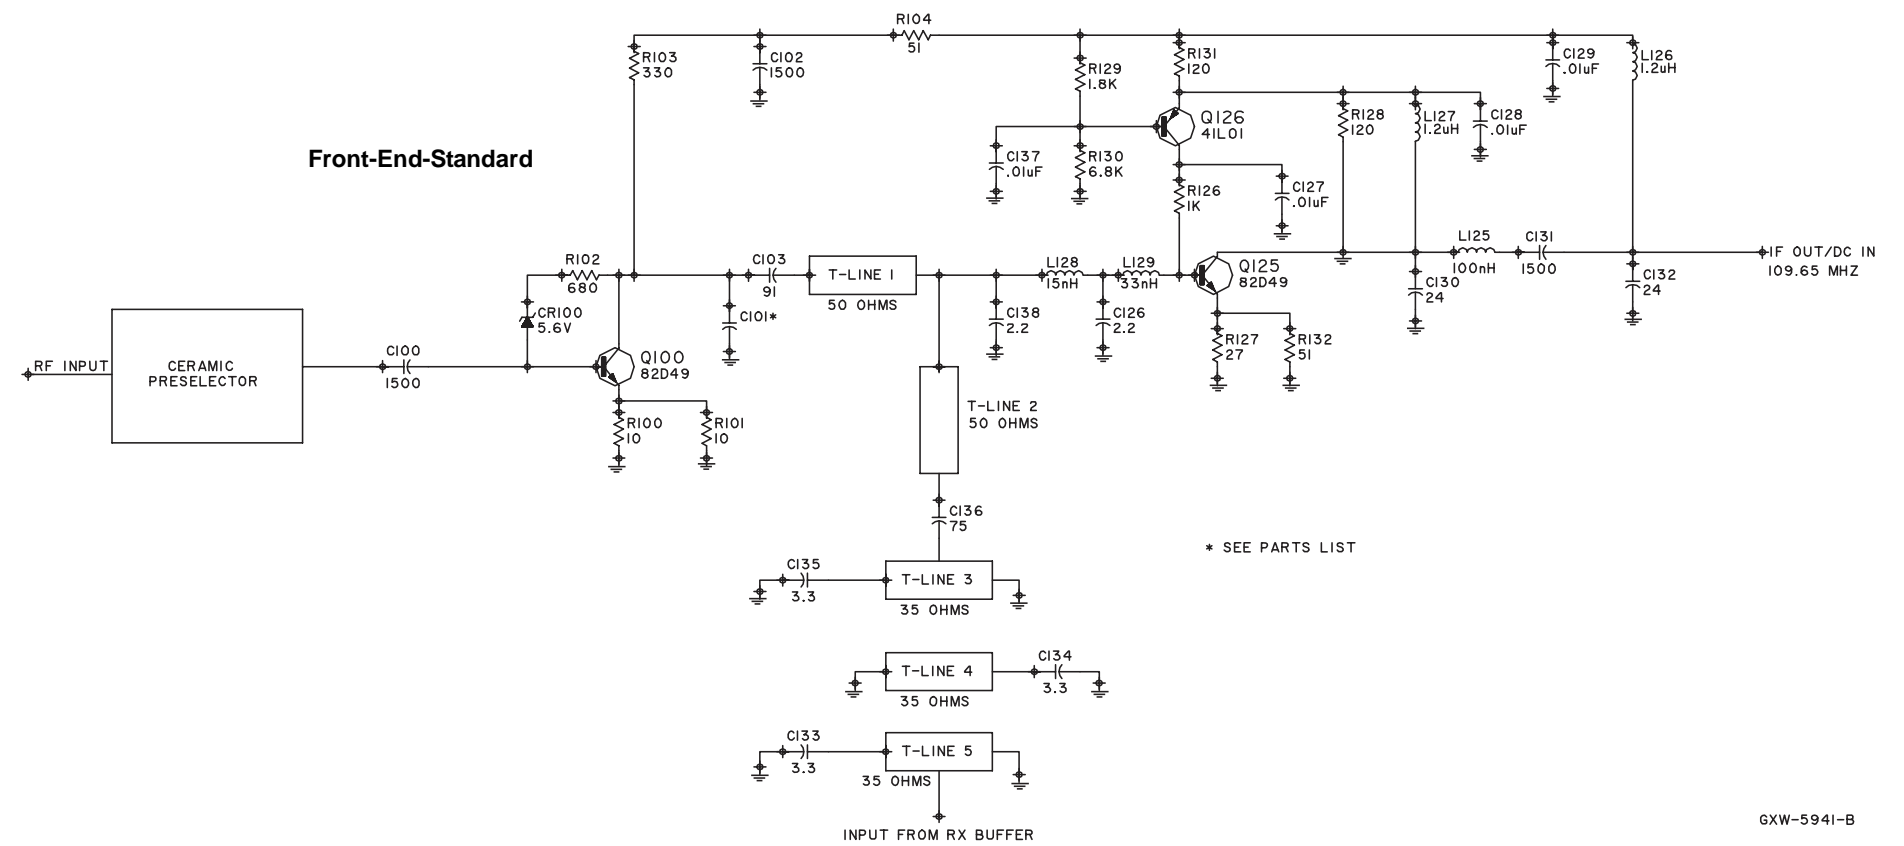 R104
51
R103
330
C102
1500
R129
1.8K
R131
120
C129
.01uF
L126
1.2uH
Q126
41L01
R128
120
L127
1.2uH
C128
.01uF
Front-End-Standard
C137
.01uF
R130
6.8K
R126
1K
C127
.01uF
R102
680
C103
91
T-LINE 1
50 OHMS
L128
15nH
L129
33nH
Q125
82D49
L125
100nH
C131
1500
IF OUT/DC IN
109.65 MHZ
C130
24
C132
24
CR100
5.6V
C101*
C138
2.2
C126
2.2
R127
27
R132
51
RF INPUT
CERAMIC
PRESELECTOR
C100
1500
Q100
82D49
R100
10
R101
10
T-LINE 2
50 OHMS
C136
75
* SEE PARTS LIST
C135
3.3
T-LINE 3
35 OHMS
T-LINE 4
35 OHMS
C134
3.3
C133
3.3
T-LINE 5
35 OHMS
INPUT FROM RX BUFFER
GXW-5941-B